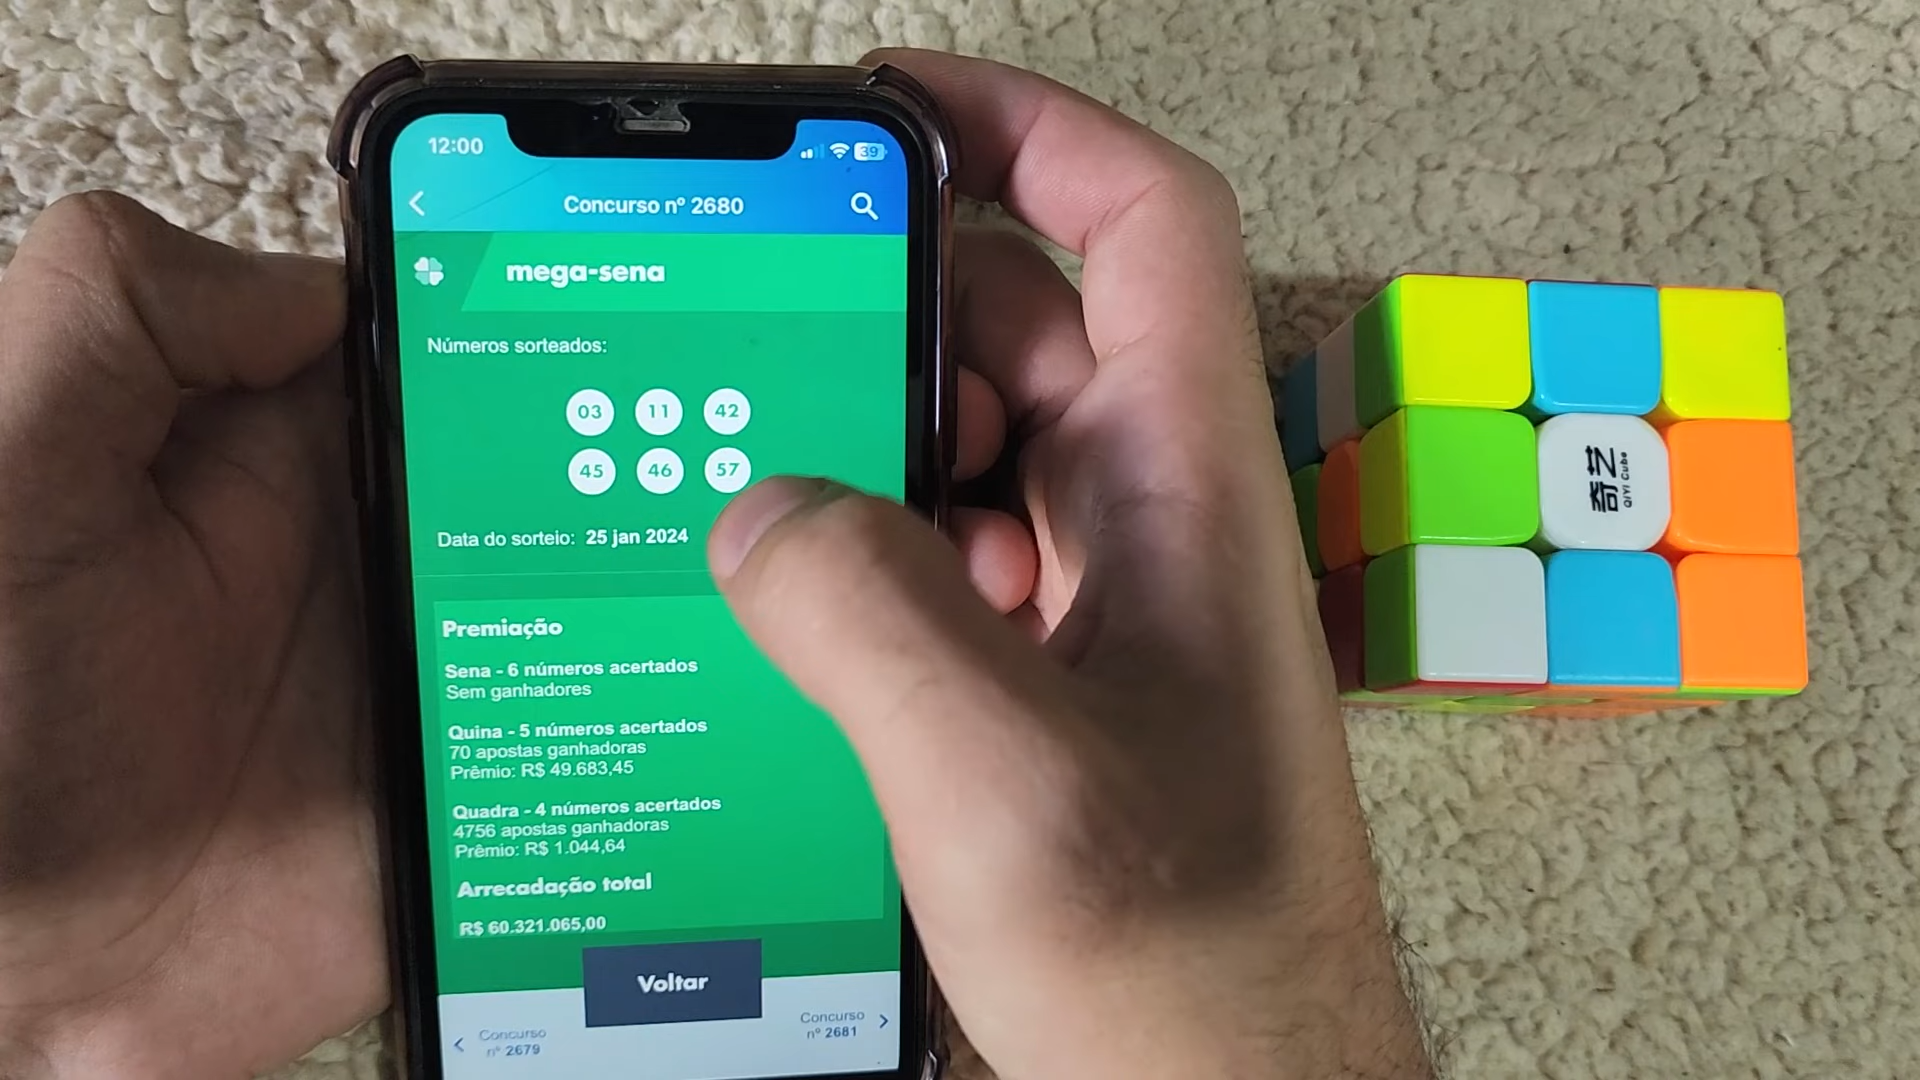 12:00
39
Concurso nº 2680
mega-sena
Números sorteados:
03 11 42
45 46 57
Data do sorteio: 25 jan 2024
Premiação
Sena - 6 números acertados
Sem ganhadores
Quina - 5 números acertados
70 apostas ganhadoras
Prêmio: R$ 49.683,45
Quadra - 4 números acertados
4756 apostas ganhadoras
Prêmio: R$ 1.044,64
Arrecadação total
R$ 60.321.065,00
Voltar
Concurso
nº 2679
Concurso
nº 2681
奇艺
QIYI Cube